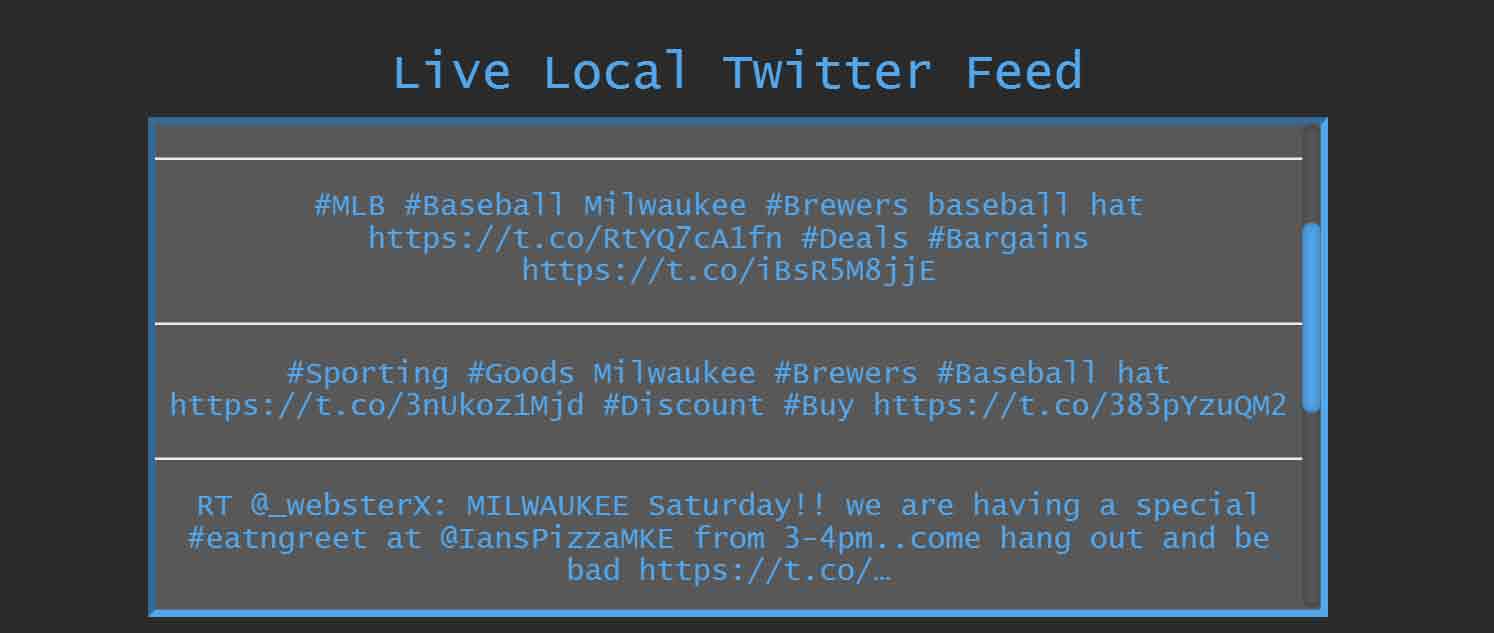 Live Local Twitter Feed
#MLB #Baseball Milwaukee #Brewers baseball hat
https://t.co/RtYQ7cA1fn #Deals #Bargains
https://t.co/iBsR5M8jjE
#Sporting #Goods Milwaukee #Brewers #Baseball hat
https://t.co/3nUkoz1Mjd #Discount #Buy https://t.co/383pYzuQM2
RT @_websterX: MILWAUKEE Saturday!! we are having a special
#eatngreet at @IansPizzaMKE from 3-4pm..come hang out and be
bad https://t.co/…